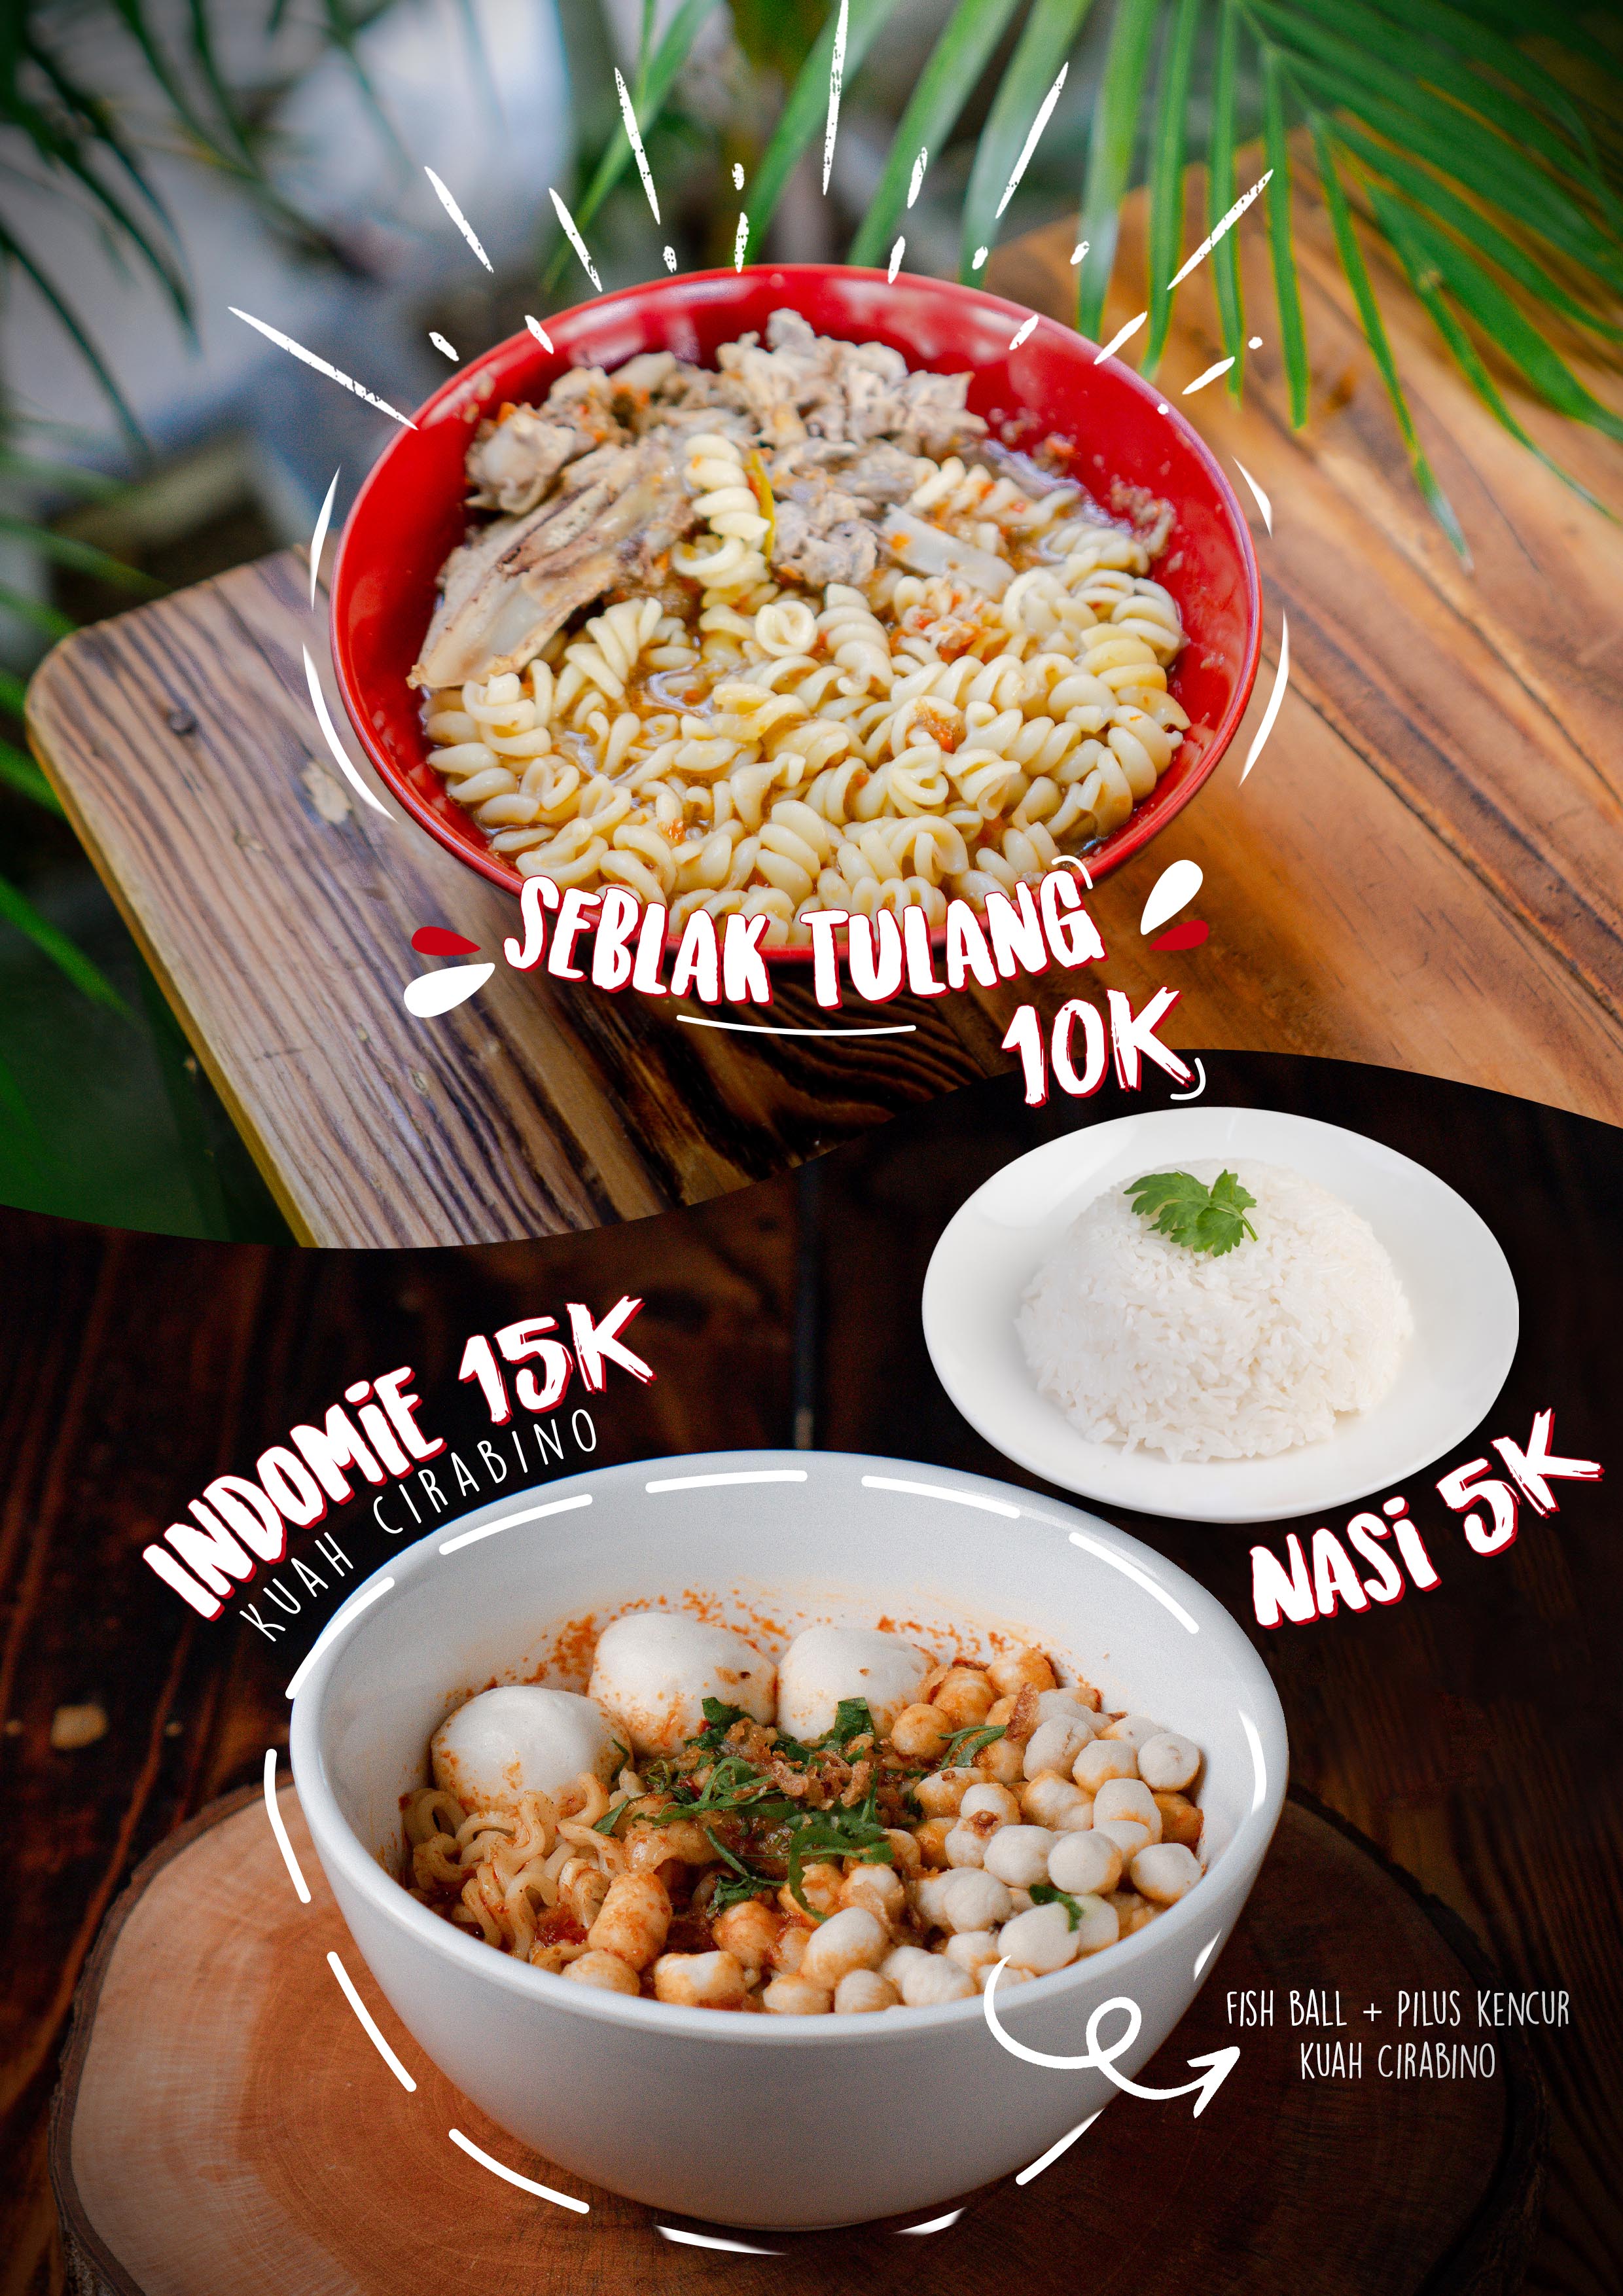 SEBLAK TULANG
10K
INDOMiE 15K
KUAH CIRABINO
NASi 5K
FISH BALL + PILUS KENCUR
KUAH CIRABINO